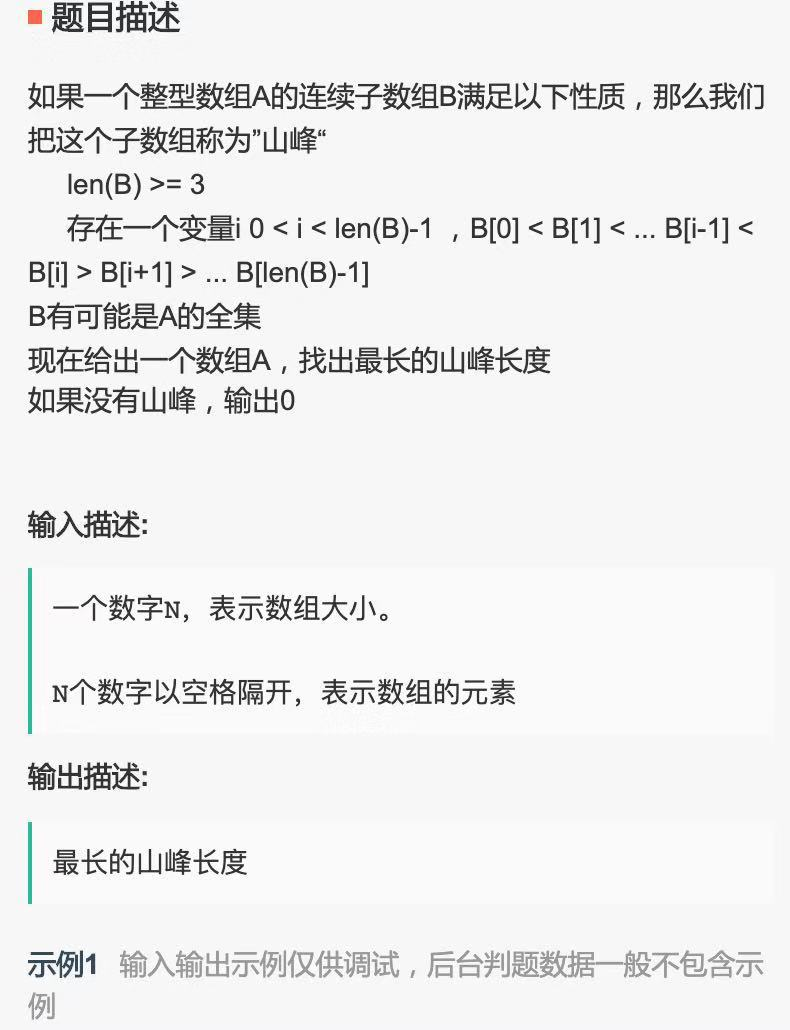 题目描述
如果一个整型数组A的连续子数组B满足以下性质，那么我们
把这个子数组称为”山峰“
len(B) >= 3
存在一个变量i 0 < i < len(B)-1 ，B[0] < B[1] < ... B[i-1] <
B[i] > B[i+1] > ... B[len(B)-1]
B有可能是A的全集
现在给出一个数组A，找出最长的山峰长度
如果没有山峰，输出0
输入描述:
一个数字N，表示数组大小。
N个数字以空格隔开，表示数组的元素
输出描述:
最长的山峰长度
示例1 输入输出示例仅供调试，后台判题数据一般不包含示
例